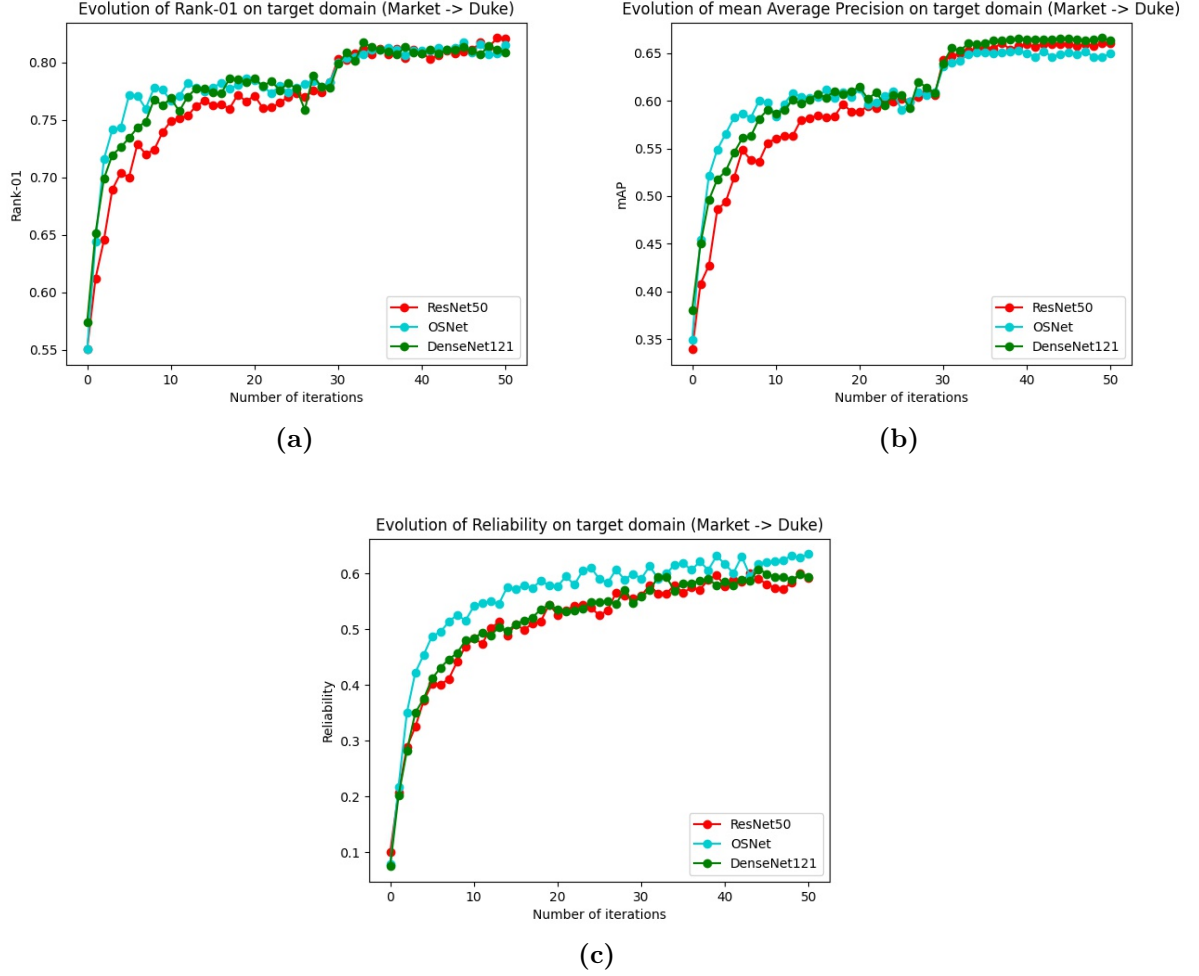 Evolution of Rank-01 on target domain (Market -> Duke)
Rank-01
0.80
0.75
0.70
0.65
0.60
0.55
ResNet50
OSNet
DenseNet121
0 10 20 30 40 50
Number of iterations
(a)
Evolution of mean Average Precision on target domain (Market -> Duke)
mAP
0.65
0.60
0.55
0.50
0.45
0.40
0.35
ResNet50
OSNet
DenseNet121
0 10 20 30 40 50
Number of iterations
(b)
Evolution of Reliability on target domain (Market -> Duke)
Reliability
0.6
0.5
0.4
0.3
0.2
0.1
ResNet50
OSNet
DenseNet121
0 10 20 30 40 50
Number of iterations
(c)